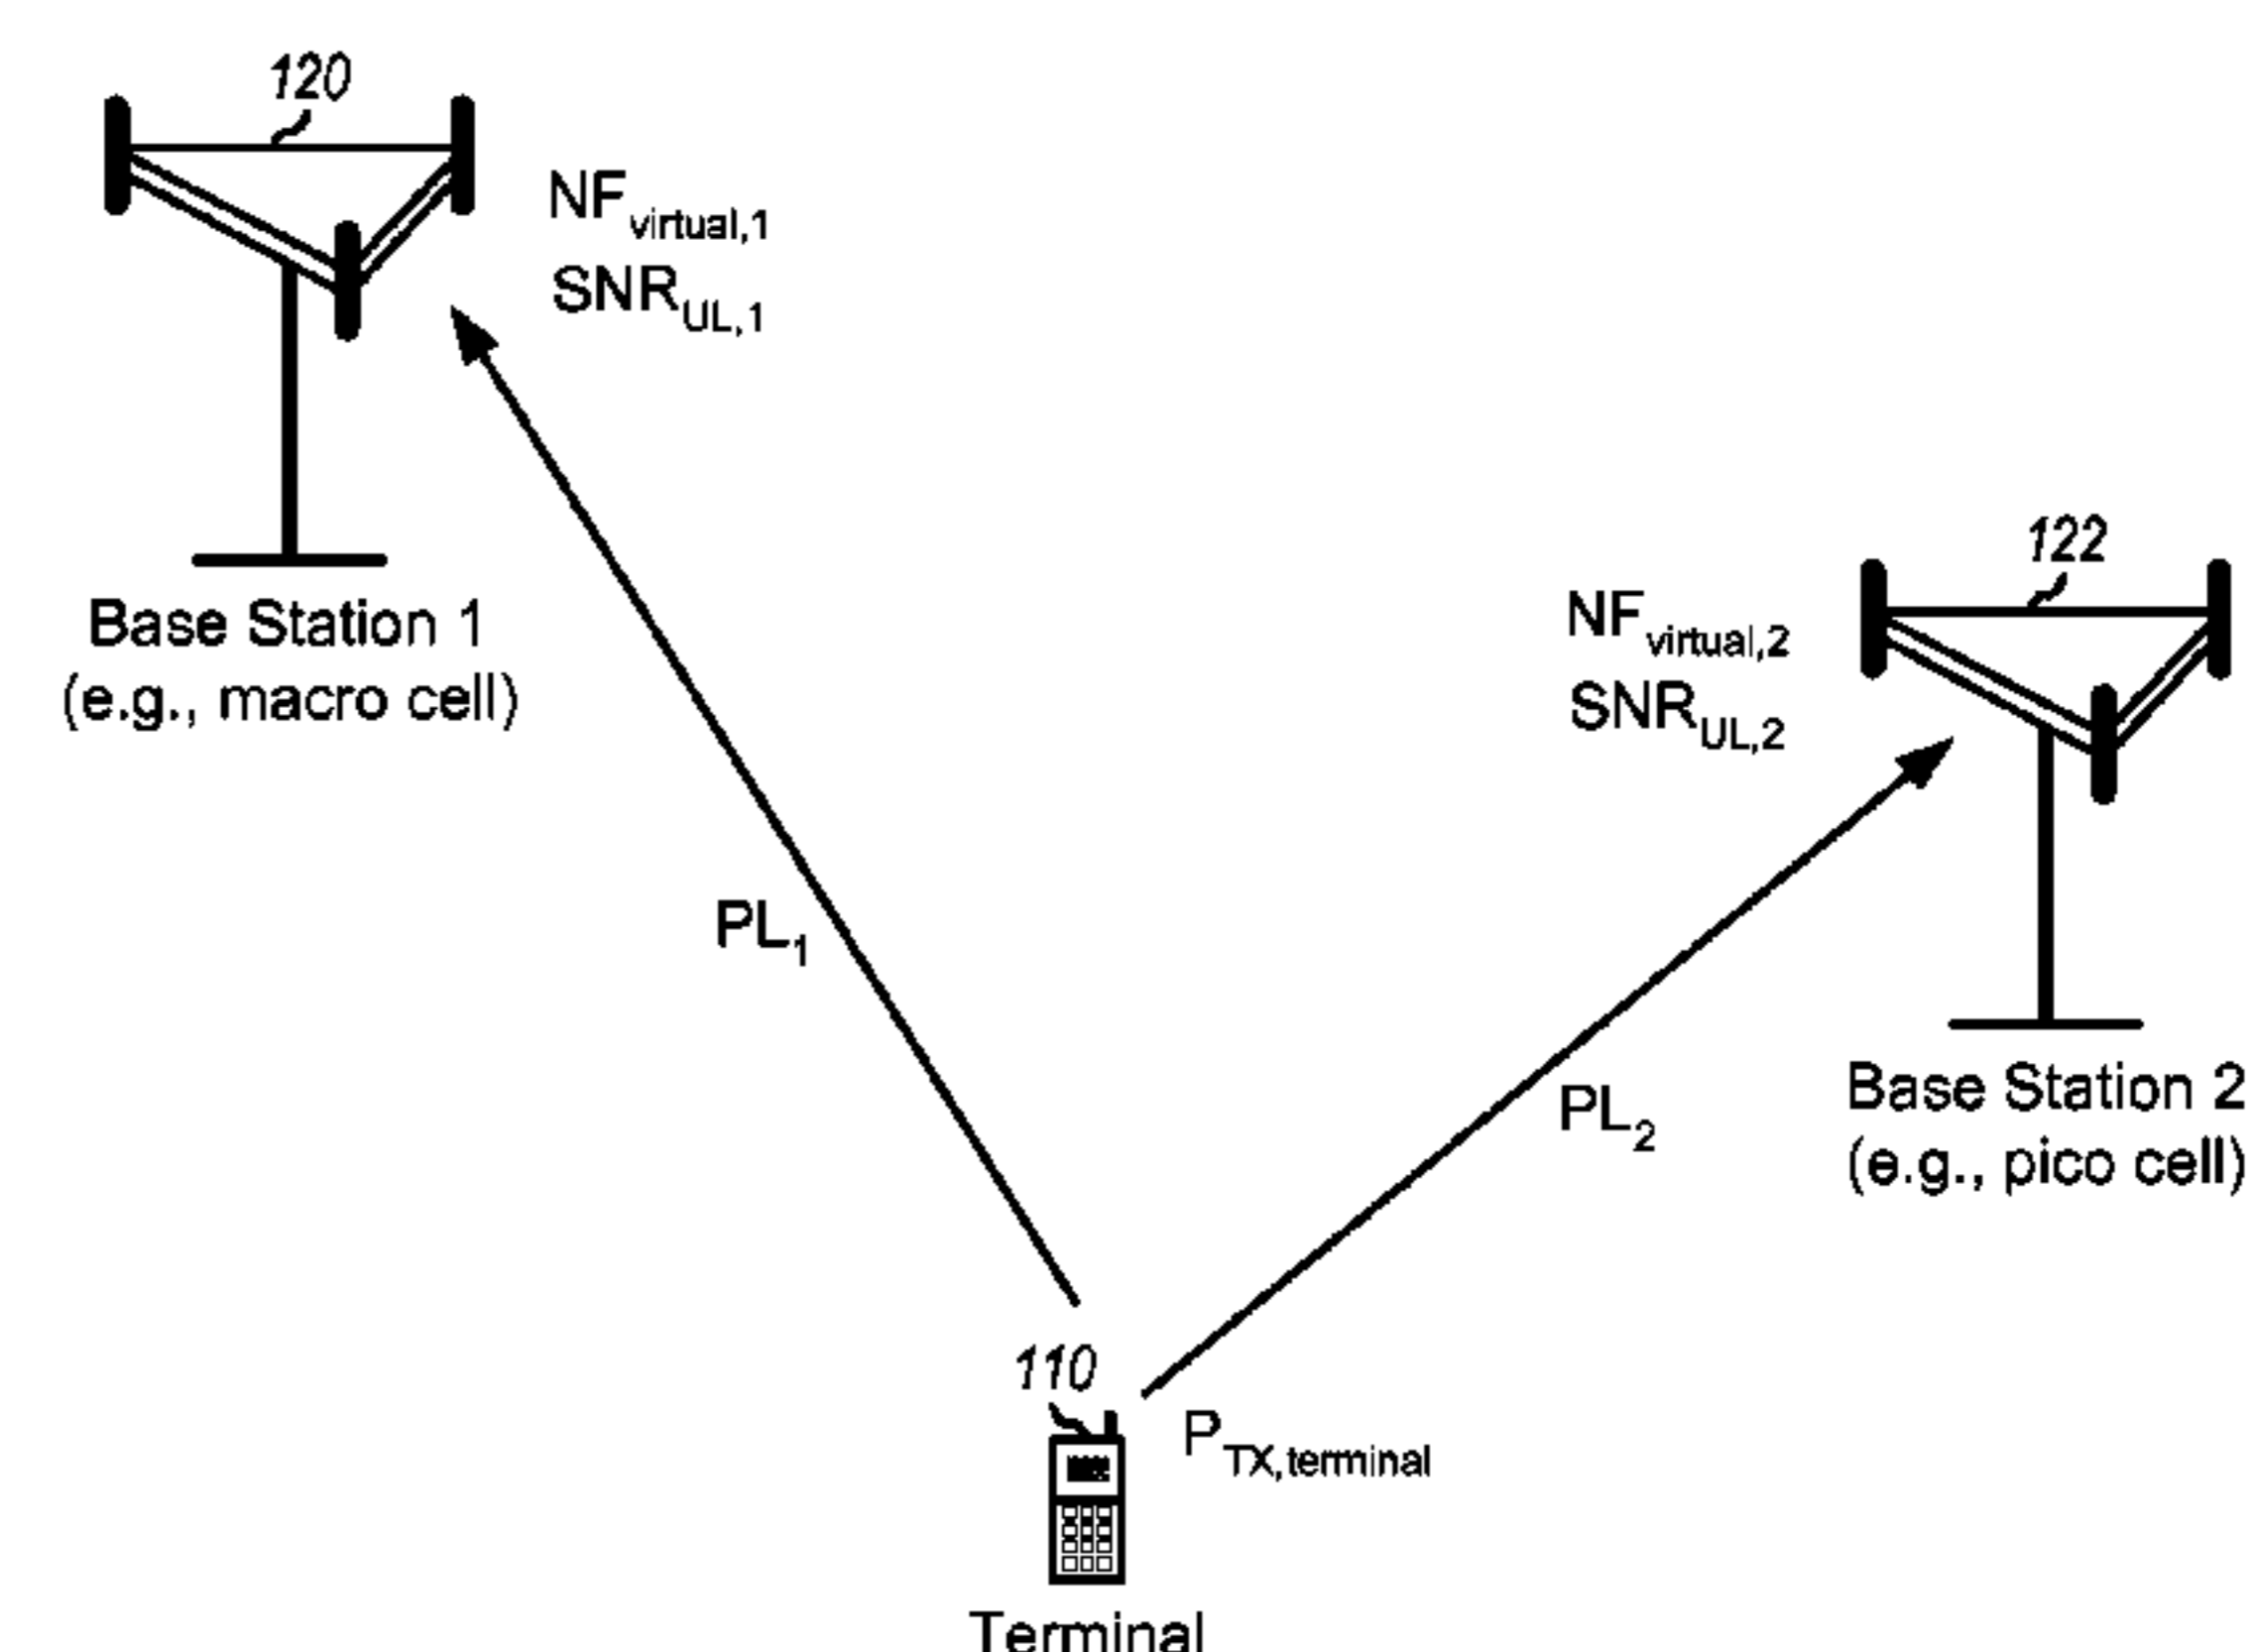 120
NFvirtual,1
SNRUL,1
Base Station 1
(e.g., macro cell)
122
NFvirtual,2
SNRUL,2
Base Station 2
(e.g., pico cell)
PL1
PL2
110
PTX,terminal
Terminal